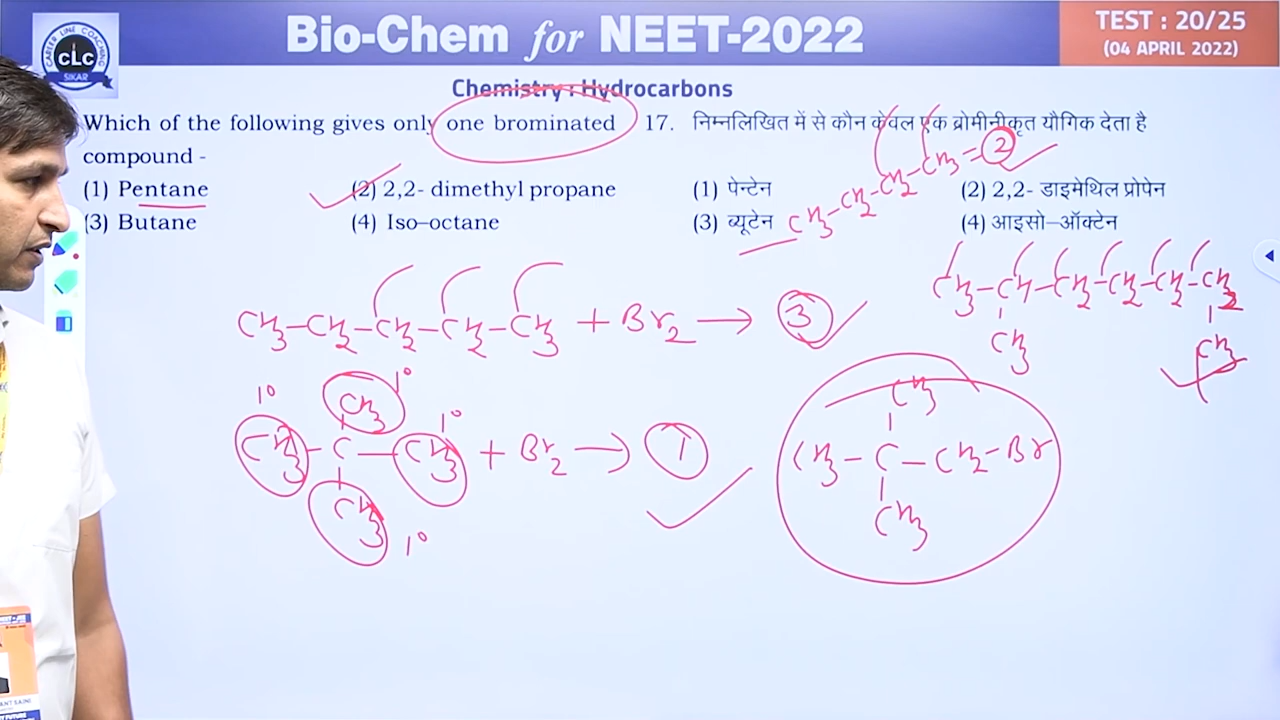 CAREER LINE COACHING
CLC
SIKAR
Bio-Chem for NEET-2022
TEST : 20/25
(04 APRIL 2022)
Chemistry : Hydrocarbons
Which of the following gives only one brominated
compound -
(1) Pentane (2) 2,2- dimethyl propane
(3) Butane (4) Iso–octane
17. निम्नलिखित में से कौन केवल एक ब्रोमीनीकृत यौगिक देता है
(1) पेन्टेन (2) 2,2- डाइमेथिल प्रोपेन
(3) ब्यूटेन (4) आइसो–ऑक्टेन
CH3-CH2-CH2-CH3 = 2
CH3-CH-CH2-CH2-CH2-CH2
CH3 CH3
CH3-CH2-CH2-CH2-CH3 + Br2 → 3
1° CH3 1°
CH3-C-CH3 1° + Br2 → 1
CH3 1°
CH3
CH3-C-CH2-Br
CH3